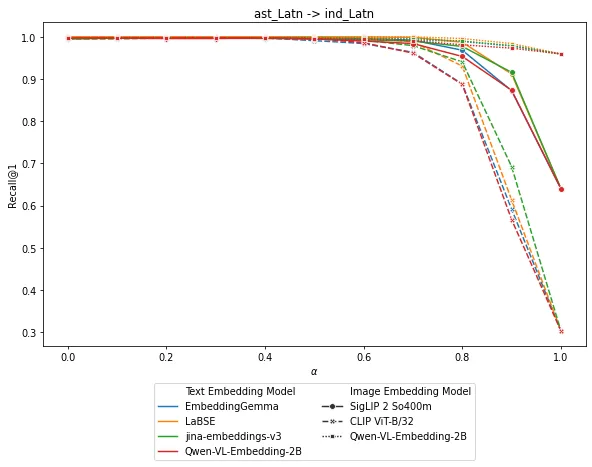 ast_Latn -> ind_Latn
Recall@1
1.0
0.9
0.8
0.7
0.6
0.5
0.4
0.3
0.0 0.2 0.4 0.6 0.8 1.0
α
Text Embedding Model Image Embedding Model
EmbeddingGemma SigLIP 2 So400m
LaBSE CLIP ViT-B/32
jina-embeddings-v3 Qwen-VL-Embedding-2B
Qwen-VL-Embedding-2B